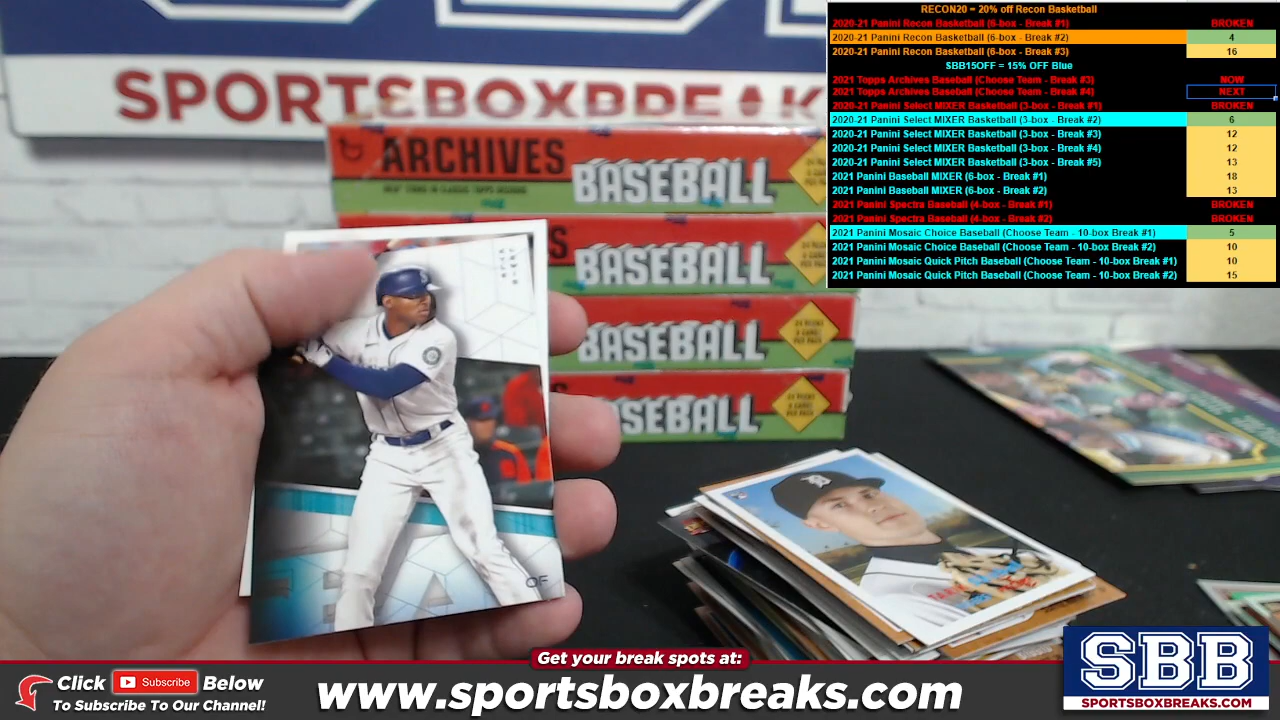 RECON20 = 20% off Recon Basketball
2020-21 Panini Recon Basketball (6-box - Break #1) BROKEN
2020-21 Panini Recon Basketball (6-box - Break #2) 4
2020-21 Panini Recon Basketball (6-box - Break #3) 16
SBB15OFF = 15% OFF Blue
2021 Topps Archives Baseball (Choose Team - Break #3) NOW
2021 Topps Archives Baseball (Choose Team - Break #4) NEXT
2020-21 Panini Select MIXER Basketball (3-box - Break #1) BROKEN
2020-21 Panini Select MIXER Basketball (3-box - Break #2) 6
2020-21 Panini Select MIXER Basketball (3-box - Break #3) 12
2020-21 Panini Select MIXER Basketball (3-box - Break #4) 12
2020-21 Panini Select MIXER Basketball (3-box - Break #5) 13
2021 Panini Baseball MIXER (6-box - Break #1) 18
2021 Panini Baseball MIXER (6-box - Break #2) 13
2021 Panini Spectra Baseball (4-box - Break #1) BROKEN
2021 Panini Spectra Baseball (4-box - Break #2) BROKEN
2021 Panini Mosaic Choice Baseball (Choose Team - 10-box Break #1) 5
2021 Panini Mosaic Choice Baseball (Choose Team - 10-box Break #2) 10
2021 Panini Mosaic Quick Pitch Baseball (Choose Team - 10-box Break #1) 10
2021 Panini Mosaic Quick Pitch Baseball (Choose Team - 10-box Break #2) 15
SPORTSBOXBREAK
ARCHIVES
BASEBALL
BASEBALL
BASEBALL
BASEBALL
OF
Get your break spots at:
Click Subscribe Below
To Subscribe To Our Channel!
www.sportsboxbreaks.com
SBB
SPORTSBOXBREAKS.COM